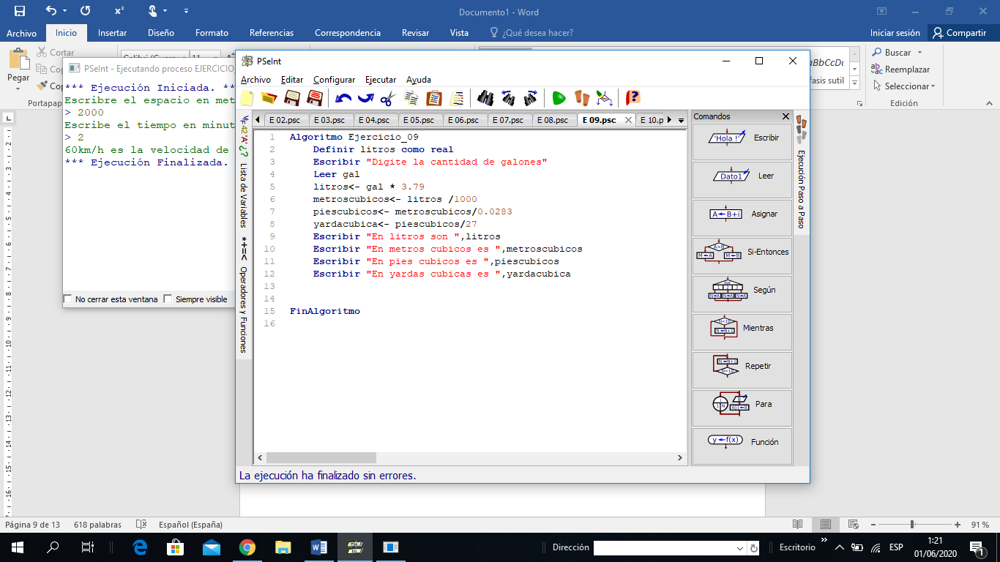 Documento1 - Word
Archivo Inicio Insertar Diseño Formato Referencias Correspondencia Revisar Vista ¿Qué desea hacer? Iniciar sesión Compartir
Pegar
Cortar
Buscar
Reemplazar
Seleccionar
Edición
PSeInt - Ejecutando proceso EJERCICIO
*** Ejecución Iniciada. **
Escribre el espacio en met
> 2000
Escribe el tiempo en minut
> 2
60km/h es la velocidad de
*** Ejecución Finalizada.
No cerrar esta ventana Siempre visible
PSeInt
Archivo Editar Configurar Ejecutar Ayuda
E 02.psc E 03.psc E 04.psc E 05.psc E 06.psc E 07.psc E 08.psc E 09.psc E 10.p
Lista de Variables
Operadores y Funciones
1 Algoritmo Ejercicio_09
2 Definir litros como real
3 Escribir "Digite la cantidad de galones"
4 Leer gal
5 litros<- gal * 3.79
6 metroscubicos<- litros /1000
7 piescubicos<- metroscubicos/0.0283
8 yardacubica<- piescubicos/27
9 Escribir "En litros son ",litros
10 Escribir "En metros cubicos es ",metroscubicos
11 Escribir "En pies cubicos es ",piescubicos
12 Escribir "En yardas cubicas es ",yardacubica
13
14
15 FinAlgoritmo
16
Comandos
'Hola !' Escribir
Dato1 Leer
A←B+i Asignar
A>B Si-Entonces
Según
Mientras
Repetir
Para
y←f(x) Función
Ejecución Paso a Paso
La ejecución ha finalizado sin errores.
Página 9 de 13 618 palabras Español (España) 91 %
Dirección Escritorio ESP 1:21
01/06/2020